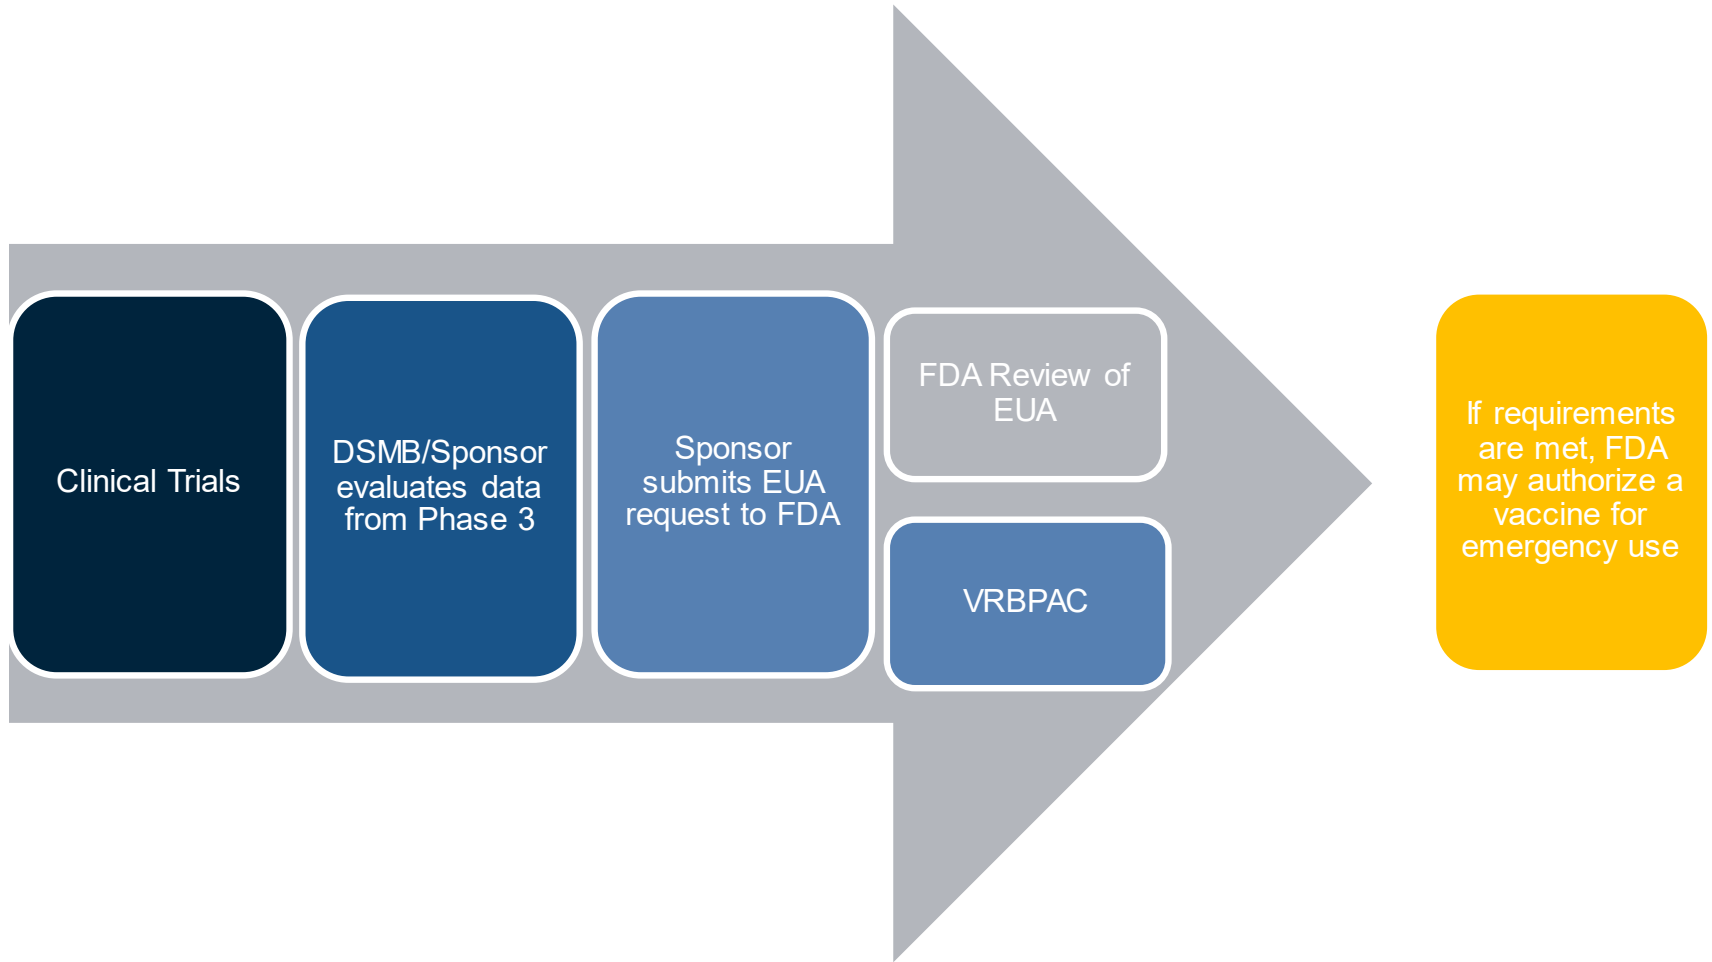 Clinical Trials
DSMB/Sponsor
evaluates data
from Phase 3
Sponsor
submits EUA
request to FDA
FDA Review of
EUA
VRBPAC
If requirements
are met, FDA
may authorize a
vaccine for
emergency use